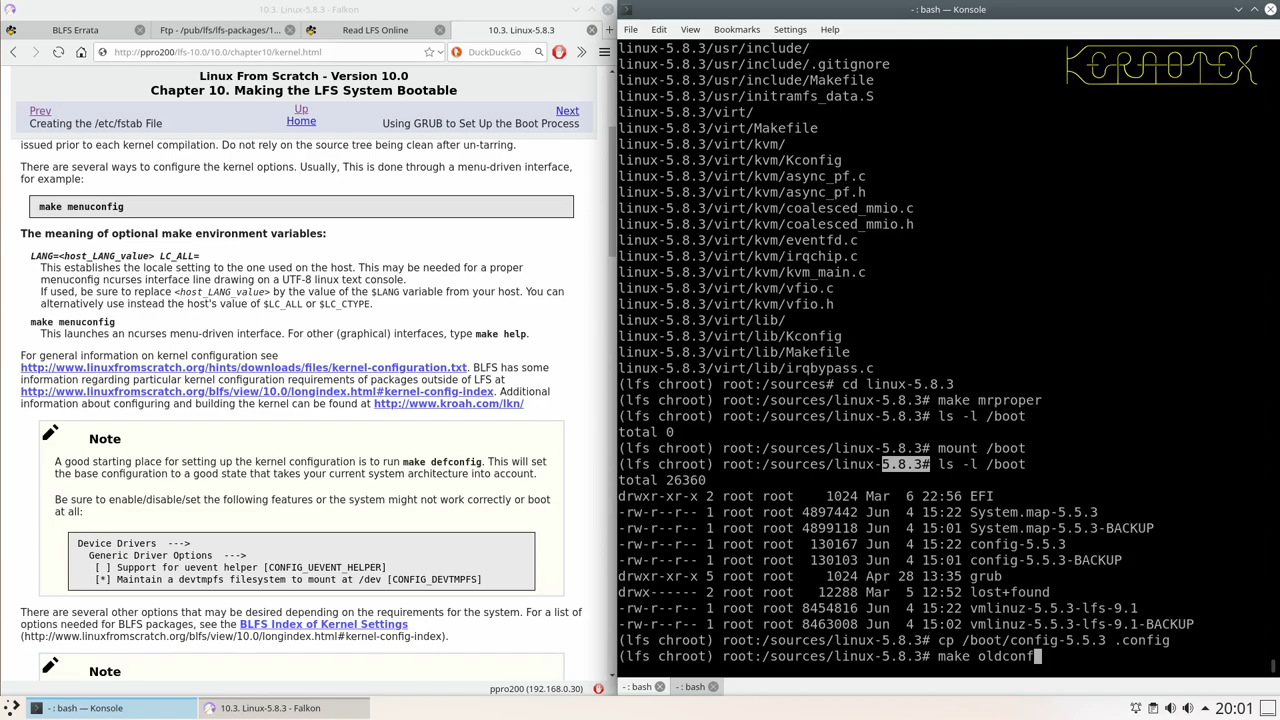 10.3. Linux-5.8.3 - Falkon
- : bash — Konsole
BLFS Errata
Ftp - /pub/lfs/lfs-packages/1...
Read LFS Online
10.3. Linux-5.8.3
File Edit View Bookmarks Settings Help
http://ppro200/lfs-10.0/10.0/chapter10/kernel.html
DuckDuckGo
Linux From Scratch - Version 10.0
Chapter 10. Making the LFS System Bootable
Prev
Up
Next
Creating the /etc/fstab File
Home
Using GRUB to Set Up the Boot Process
issued prior to each kernel compilation. Do not rely on the source tree being clean after un-tarring.
There are several ways to configure the kernel options. Usually, This is done through a menu-driven interface,
for example:
make menuconfig
The meaning of optional make environment variables:
LANG=<host_LANG_value> LC_ALL=
This establishes the locale setting to the one used on the host. This may be needed for a proper
menuconfig ncurses interface line drawing on a UTF-8 linux text console.
If used, be sure to replace <host_LANG_value> by the value of the $LANG variable from your host. You can
alternatively use instead the host's value of $LC_ALL or $LC_CTYPE.
make menuconfig
This launches an ncurses menu-driven interface. For other (graphical) interfaces, type make help.
For general information on kernel configuration see
http://www.linuxfromscratch.org/hints/downloads/files/kernel-configuration.txt. BLFS has some
information regarding particular kernel configuration requirements of packages outside of LFS at
http://www.linuxfromscratch.org/blfs/view/10.0/longindex.html#kernel-config-index. Additional
information about configuring and building the kernel can be found at http://www.kroah.com/lkn/
Note
A good starting place for setting up the kernel configuration is to run make defconfig. This will set
the base configuration to a good state that takes your current system architecture into account.
Be sure to enable/disable/set the following features or the system might not work correctly or boot
at all:
Device Drivers --->
Generic Driver Options --->
[ ] Support for uevent helper [CONFIG_UEVENT_HELPER]
[*] Maintain a devtmpfs filesystem to mount at /dev [CONFIG_DEVTMPFS]
There are several other options that may be desired depending on the requirements for the system. For a list of
options needed for BLFS packages, see the BLFS Index of Kernel Settings
(http://www.linuxfromscratch.org/blfs/view/10.0/longindex.html#kernel-config-index).
Note
ppro200 (192.168.0.30)
linux-5.8.3/usr/include/
linux-5.8.3/usr/include/.gitignore
linux-5.8.3/usr/include/Makefile
linux-5.8.3/usr/initramfs_data.S
linux-5.8.3/virt/
linux-5.8.3/virt/Makefile
linux-5.8.3/virt/kvm/
linux-5.8.3/virt/kvm/Kconfig
linux-5.8.3/virt/kvm/async_pf.c
linux-5.8.3/virt/kvm/async_pf.h
linux-5.8.3/virt/kvm/coalesced_mmio.c
linux-5.8.3/virt/kvm/coalesced_mmio.h
linux-5.8.3/virt/kvm/eventfd.c
linux-5.8.3/virt/kvm/irqchip.c
linux-5.8.3/virt/kvm/kvm_main.c
linux-5.8.3/virt/kvm/vfio.c
linux-5.8.3/virt/kvm/vfio.h
linux-5.8.3/virt/lib/
linux-5.8.3/virt/lib/Kconfig
linux-5.8.3/virt/lib/Makefile
linux-5.8.3/virt/lib/irqbypass.c
(lfs chroot) root:/sources# cd linux-5.8.3
(lfs chroot) root:/sources/linux-5.8.3# make mrproper
(lfs chroot) root:/sources/linux-5.8.3# ls -l /boot
total 0
(lfs chroot) root:/sources/linux-5.8.3# mount /boot
(lfs chroot) root:/sources/linux-5.8.3# ls -l /boot
total 26360
drwxr-xr-x 2 root root    1024 Mar  6 22:56 EFI
-rw-r--r-- 1 root root 4897442 Jun  4 15:22 System.map-5.5.3
-rw-r--r-- 1 root root 4899118 Jun  4 15:01 System.map-5.5.3-BACKUP
-rw-r--r-- 1 root root  130167 Jun  4 15:22 config-5.5.3
-rw-r--r-- 1 root root  130103 Jun  4 15:01 config-5.5.3-BACKUP
drwxr-xr-x 5 root root    1024 Apr 28 13:35 grub
drwx------ 2 root root   12288 Mar  5 12:52 lost+found
-rw-r--r-- 1 root root 8454816 Jun  4 15:22 vmlinuz-5.5.3-lfs-9.1
-rw-r--r-- 1 root root 8463008 Jun  4 15:02 vmlinuz-5.5.3-lfs-9.1-BACKUP
(lfs chroot) root:/sources/linux-5.8.3# cp /boot/config-5.5.3 .config
(lfs chroot) root:/sources/linux-5.8.3# make oldconf
- : bash
- : bash
- : bash — Konsole
10.3. Linux-5.8.3 - Falkon
20:01